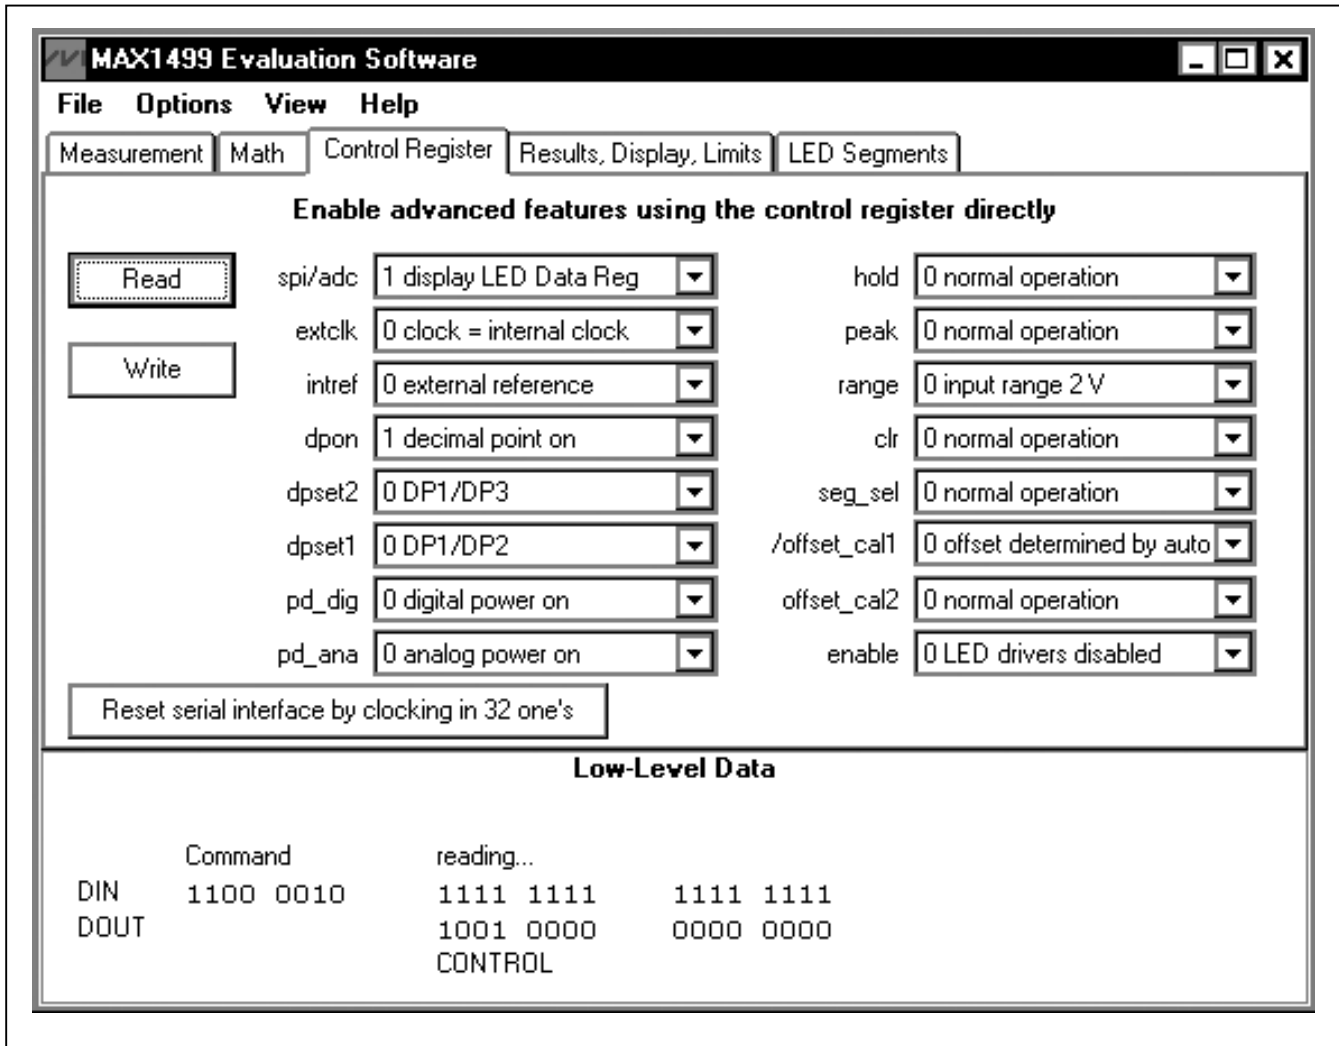 MAX1499 Evaluation Software
File Options View Help
Measurement Math Control Register Results, Display, Limits LED Segments
Enable advanced features using the control register directly
Read spi/adc 1 display LED Data Reg hold 0 normal operation
extclk 0 clock = internal clock peak 0 normal operation
Write intref 0 external reference range 0 input range 2 V
dpon 1 decimal point on clr 0 normal operation
dpset2 0 DP1/DP3 seg_sel 0 normal operation
dpset1 0 DP1/DP2 /offset_cal1 0 offset determined by auto
pd_dig 0 digital power on offset_cal2 0 normal operation
pd_ana 0 analog power on enable 0 LED drivers disabled
Reset serial interface by clocking in 32 one's
Low-Level Data
Command reading...
DIN 1100 0010 1111 1111 1111 1111
DOUT 1001 0000 0000 0000
CONTROL